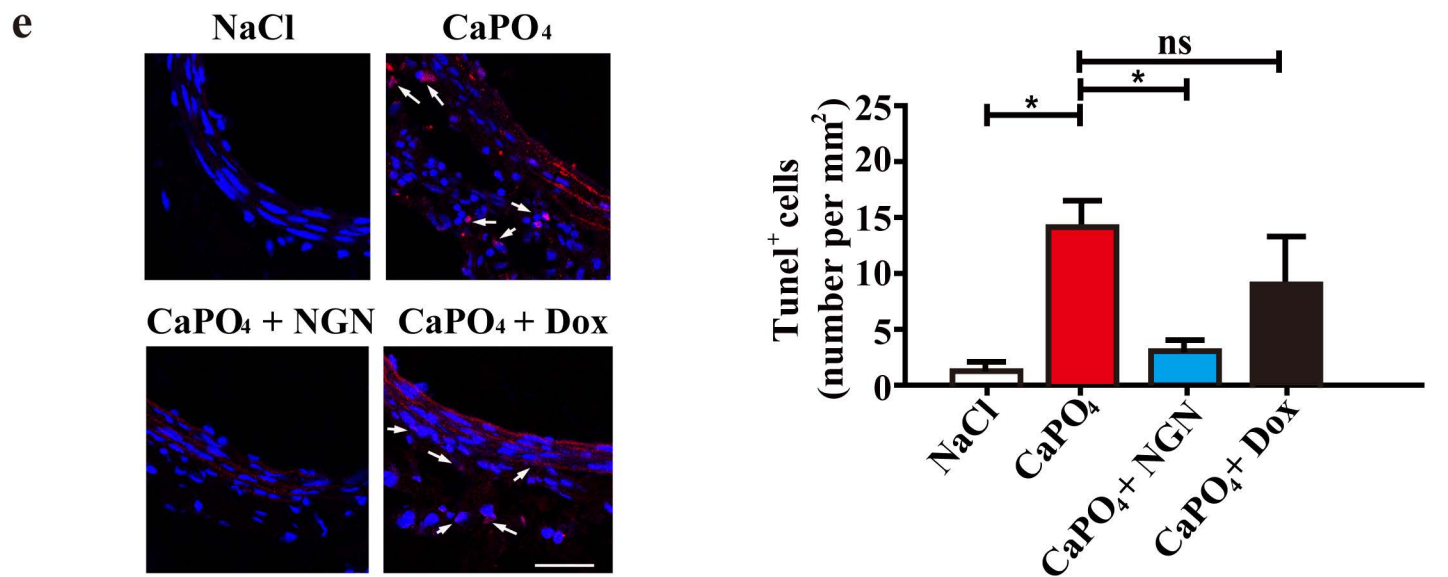 e
NaCl
CaPO₄
CaPO₄ + NGN
CaPO₄ + Dox
ns
*
*
Tunel⁺ cells
(number per mm²)
25
20
15
10
5
0
NaCl
CaPO₄
CaPO₄+ NGN
CaPO₄+ Dox